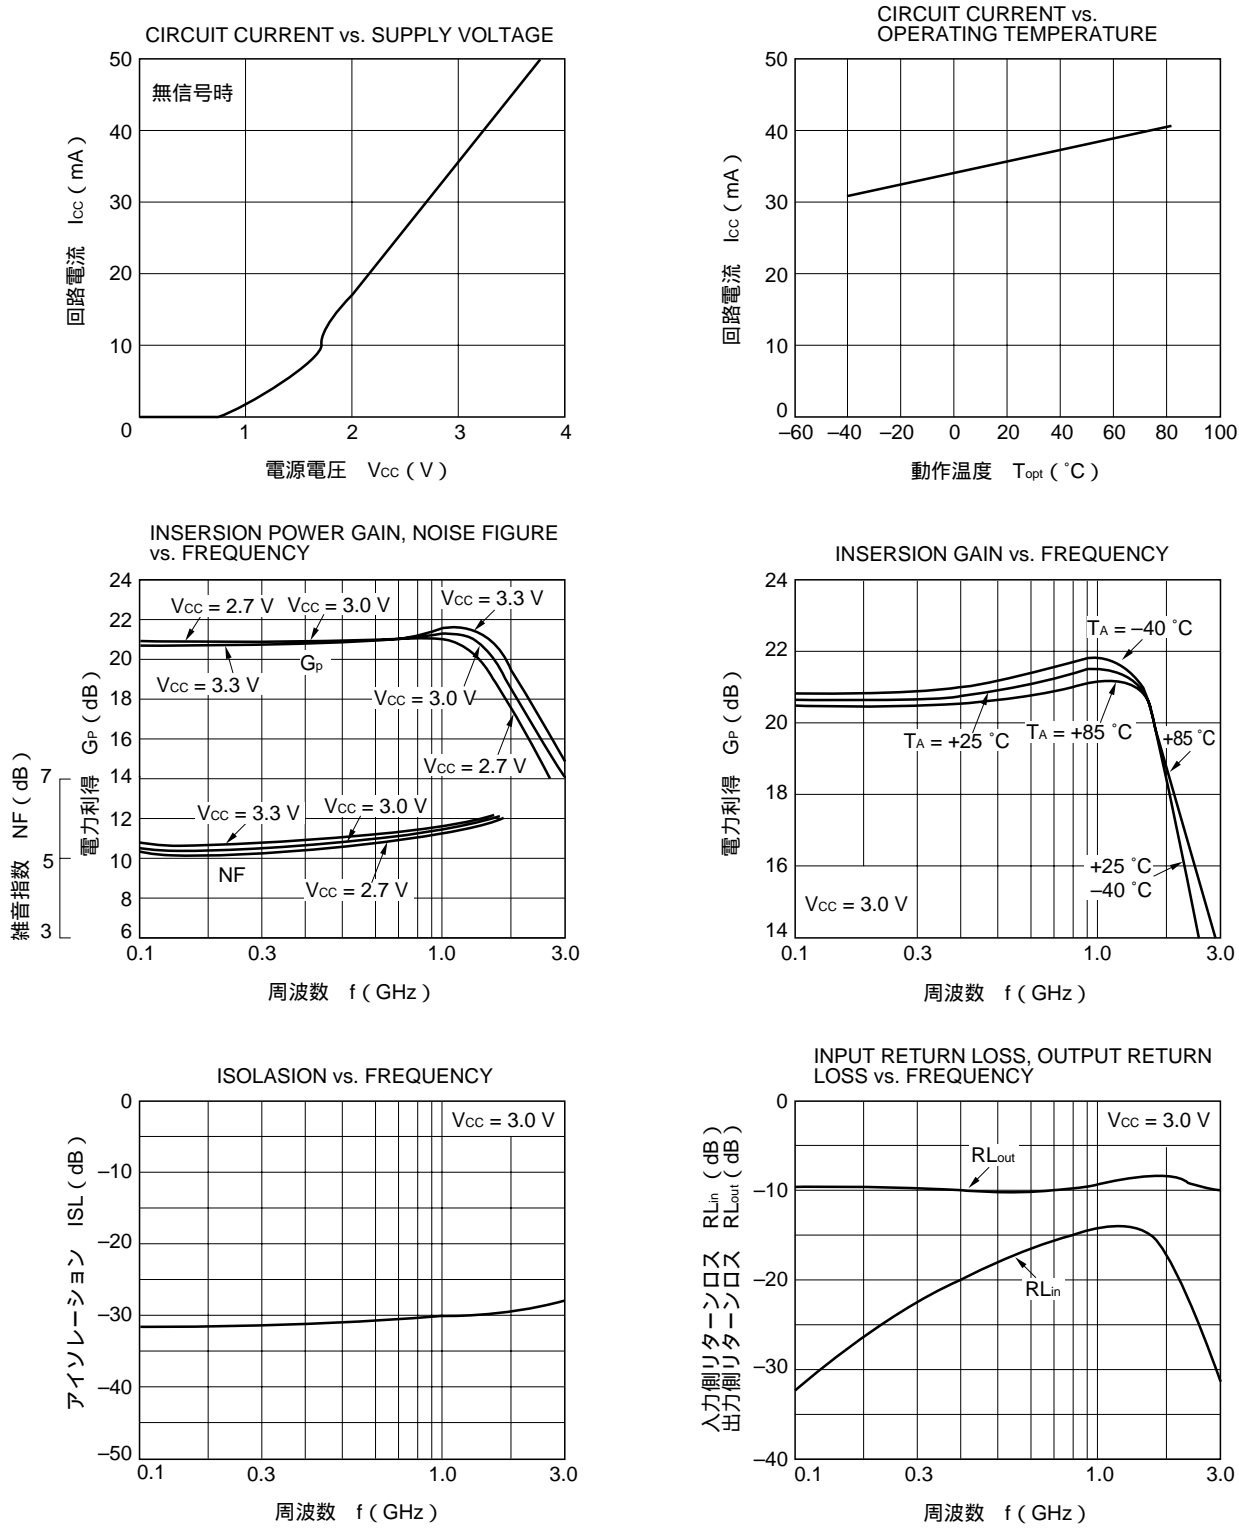 CIRCUIT CURRENT vs. SUPPLY VOLTAGE
50
40
30
20
10
0
1
2
3
4
無信号時
回路電流 Icc ( mA )
電源電圧 Vcc ( V )
CIRCUIT CURRENT vs.
OPERATING TEMPERATURE
50
40
30
20
10
0
–60 –40 –20 0 20 40 60 80 100
回路電流 Icc ( mA )
動作温度 Topt ( ˚C )
INSERSION POWER GAIN, NOISE FIGURE
vs. FREQUENCY
24
22
20
18
16
14
12
10
8
6
7
5
3
雑音指数 NF ( dB )
電力利得 GP ( dB )
VCC = 2.7 V
VCC = 3.0 V
VCC = 3.3 V
GP
VCC = 3.3 V
VCC = 3.0 V
VCC = 2.7 V
VCC = 3.3 V
VCC = 3.0 V
NF
VCC = 2.7 V
0.1 0.3 1.0 3.0
周波数 f ( GHz )
INSERSION GAIN vs. FREQUENCY
24
22
20
18
16
14
電力利得 GP ( dB )
TA = –40 ˚C
TA = +25 ˚C
TA = +85 ˚C
+85 ˚C
+25 ˚C
–40 ˚C
VCC = 3.0 V
0.1 0.3 1.0 3.0
周波数 f ( GHz )
ISOLASION vs. FREQUENCY
0
–10
–20
–30
–40
–50
VCC = 3.0 V
アイソレーション ISL ( dB )
0.1 0.3 1.0 3.0
周波数 f ( GHz )
INPUT RETURN LOSS, OUTPUT RETURN
LOSS vs. FREQUENCY
0
–10
–20
–30
–40
VCC = 3.0 V
RLout
RLin
入力側リターンロス RLin ( dB )
出力側リターンロス RLout ( dB )
0.1 0.3 1.0 3.0
周波数 f ( GHz )